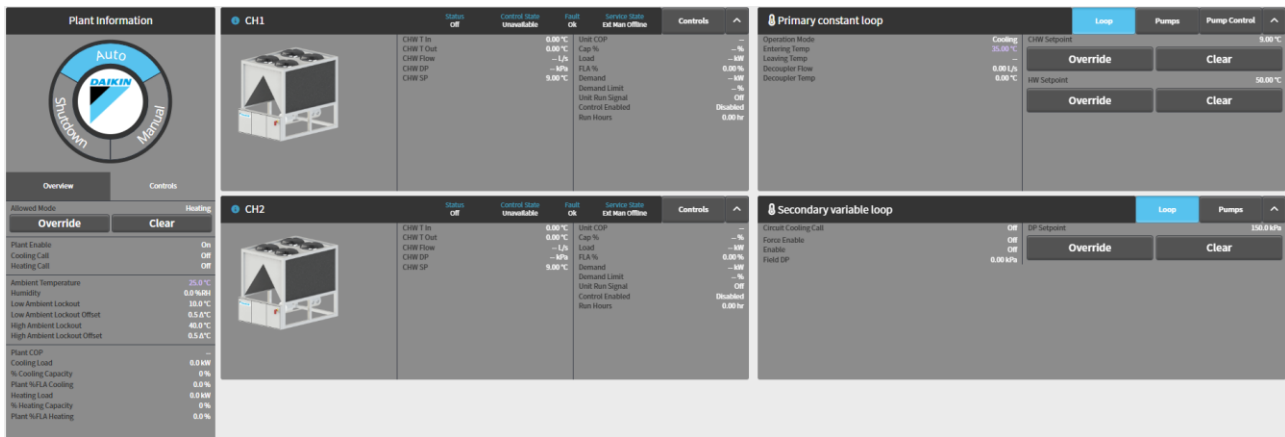 Plant Information
Auto
Shutdown
Manual
DAIKIN
Overview Controls
Allowed Mode Heating
Override Clear
Plant Enable On
Cooling Call Off
Heating Call Off
Ambient Temperature 25.0 °C
Humidity 0.0 %RH
Low Ambient Lockout 10.0 °C
Low Ambient Lockout Offset 0.5 Δ°C
High Ambient Lockout 40.0 °C
High Ambient Lockout Offset 0.5 Δ°C
Plant COP --
Cooling Load 0.0 kW
% Cooling Capacity 0 %
Plant %FLA Cooling 0.0 %
Heating Load 0.0 kW
% Heating Capacity 0 %
Plant %FLA Heating 0.0 %
CH1
Status Off
Control State Unavailable
Fault Ok
Service State Ext Man Offline
Controls
CHW T In 0.00 °C
CHW T Out 0.00 °C
CHW Flow -- L/s
CHW DP -- kPa
CHW SP 9.00 °C
Unit COP --
Cap % -- %
Load -- kW
FLA % 0.00 %
Demand -- kW
Demand Limit -- %
Unit Run Signal Off
Control Enabled Disabled
Run Hours 0.00 hr
CH2
Status Off
Control State Unavailable
Fault Ok
Service State Ext Man Offline
Controls
CHW T In 0.00 °C
CHW T Out 0.00 °C
CHW Flow -- L/s
CHW DP -- kPa
CHW SP 9.00 °C
Unit COP --
Cap % -- %
Load -- kW
FLA % 0.00 %
Demand -- kW
Demand Limit -- %
Unit Run Signal Off
Control Enabled Disabled
Run Hours 0.00 hr
Primary constant loop
Loop Pumps Pump Control
Operation Mode Cooling
Entering Temp 35.00 °C
Leaving Temp --
Decoupler Flow 0.00 L/s
Decoupler Temp 0.00 °C
CHW Setpoint 9.00 °C
Override Clear
HW Setpoint 50.00 °C
Override Clear
Secondary variable loop
Loop Pumps
Circuit Cooling Call Off
Force Enable Off
Enable Off
Field DP 0.00 kPa
DP Setpoint 150.0 kPa
Override Clear